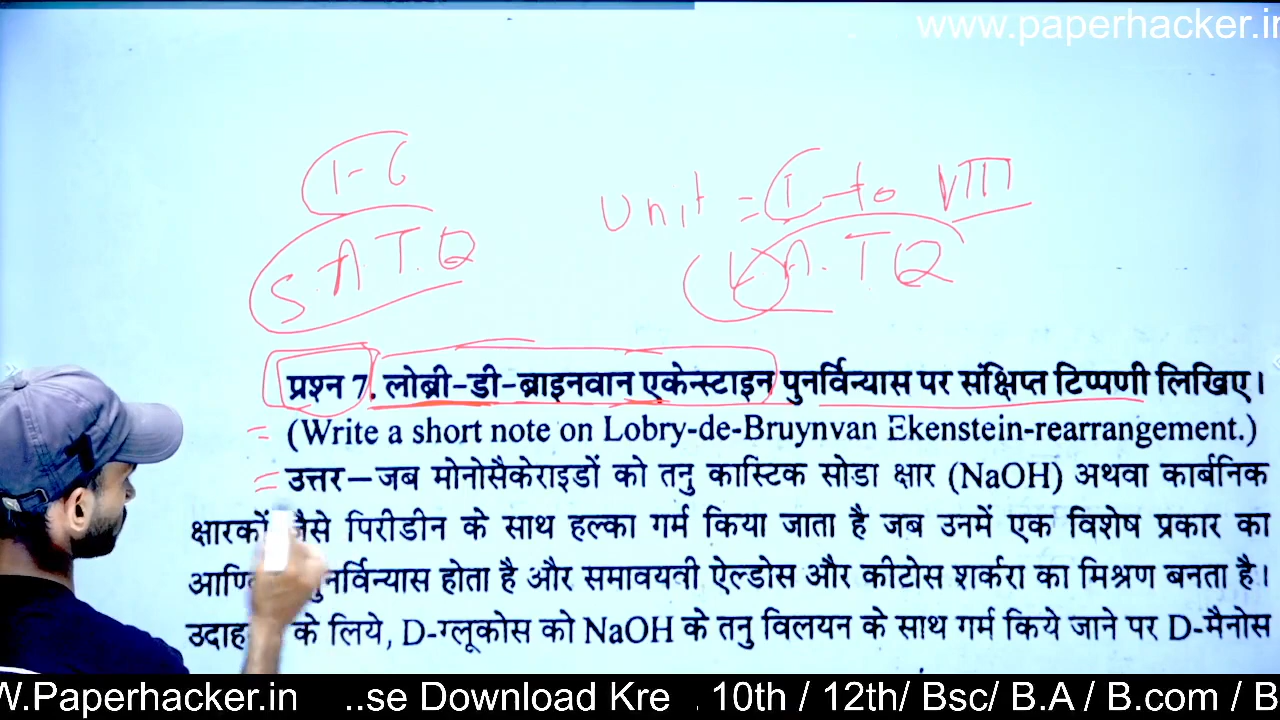 www.paperhacker.in
1-6
Unit = I to VIII
S.A.T.Q
L.A.T.Q
प्रश्न 7. लोब्री-डी-ब्राइनवान एकेन्स्टाइन पुनर्विन्यास पर संक्षिप्त टिप्पणी लिखिए।
= (Write a short note on Lobry-de-Bruynvan Ekenstein-rearrangement.)
= उत्तर–जब मोनोसैकेराइडों को तनु कास्टिक सोडा क्षार (NaOH) अथवा कार्बनिक
क्षारकों जैसे पिरीडीन के साथ हल्का गर्म किया जाता है जब उनमें एक विशेष प्रकार का
होता है और समावयवी ऐल्डोस और कीटोस शर्करा का मिश्रण बनता है।
के लिये, D-ग्लूकोस को NaOH के तनु विलयन के साथ गर्म किये जाने पर D-मैनोस
W.Paperhacker.in ..se Download Kre . 10th / 12th/ Bsc/ B.A / B.com / B